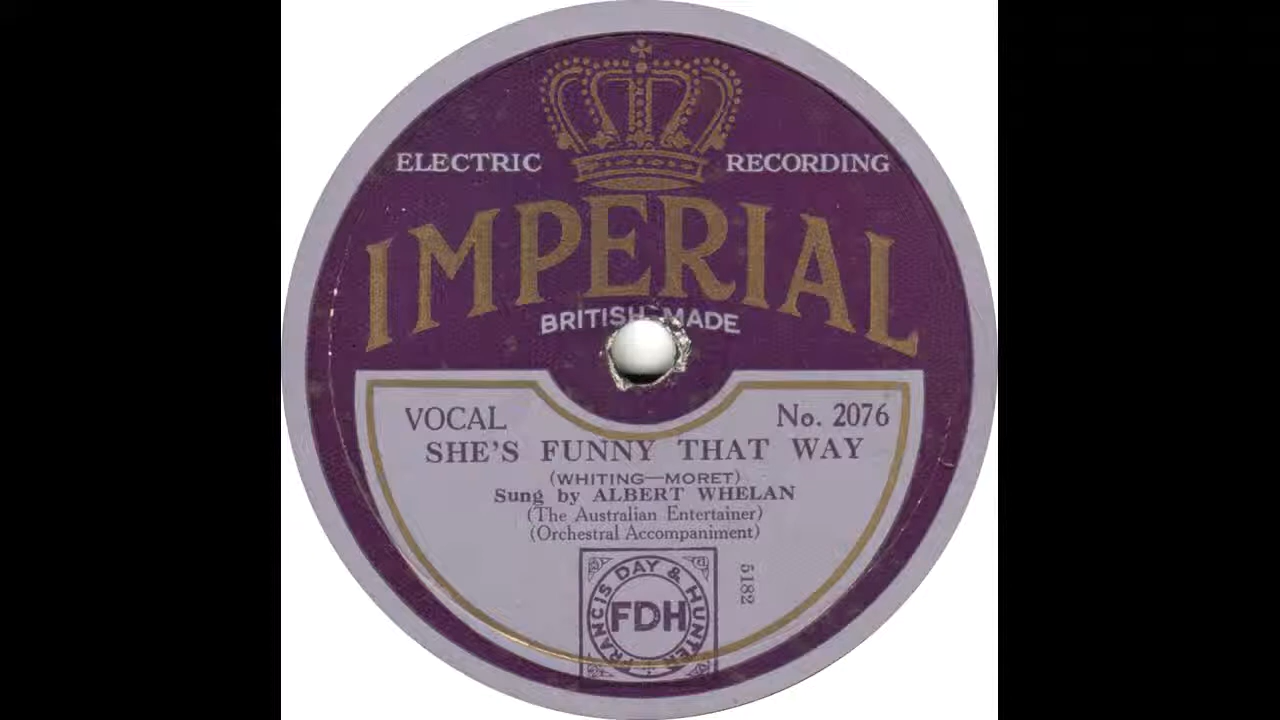 ELECTRIC RECORDING
IMPERIAL
BRITISH MADE
VOCAL No. 2076
SHE'S FUNNY THAT WAY
(WHITING—MORET)
Sung by ALBERT WHELAN
(The Australian Entertainer)
(Orchestral Accompaniment)
5182
FRANCIS DAY & HUNTER
FDH